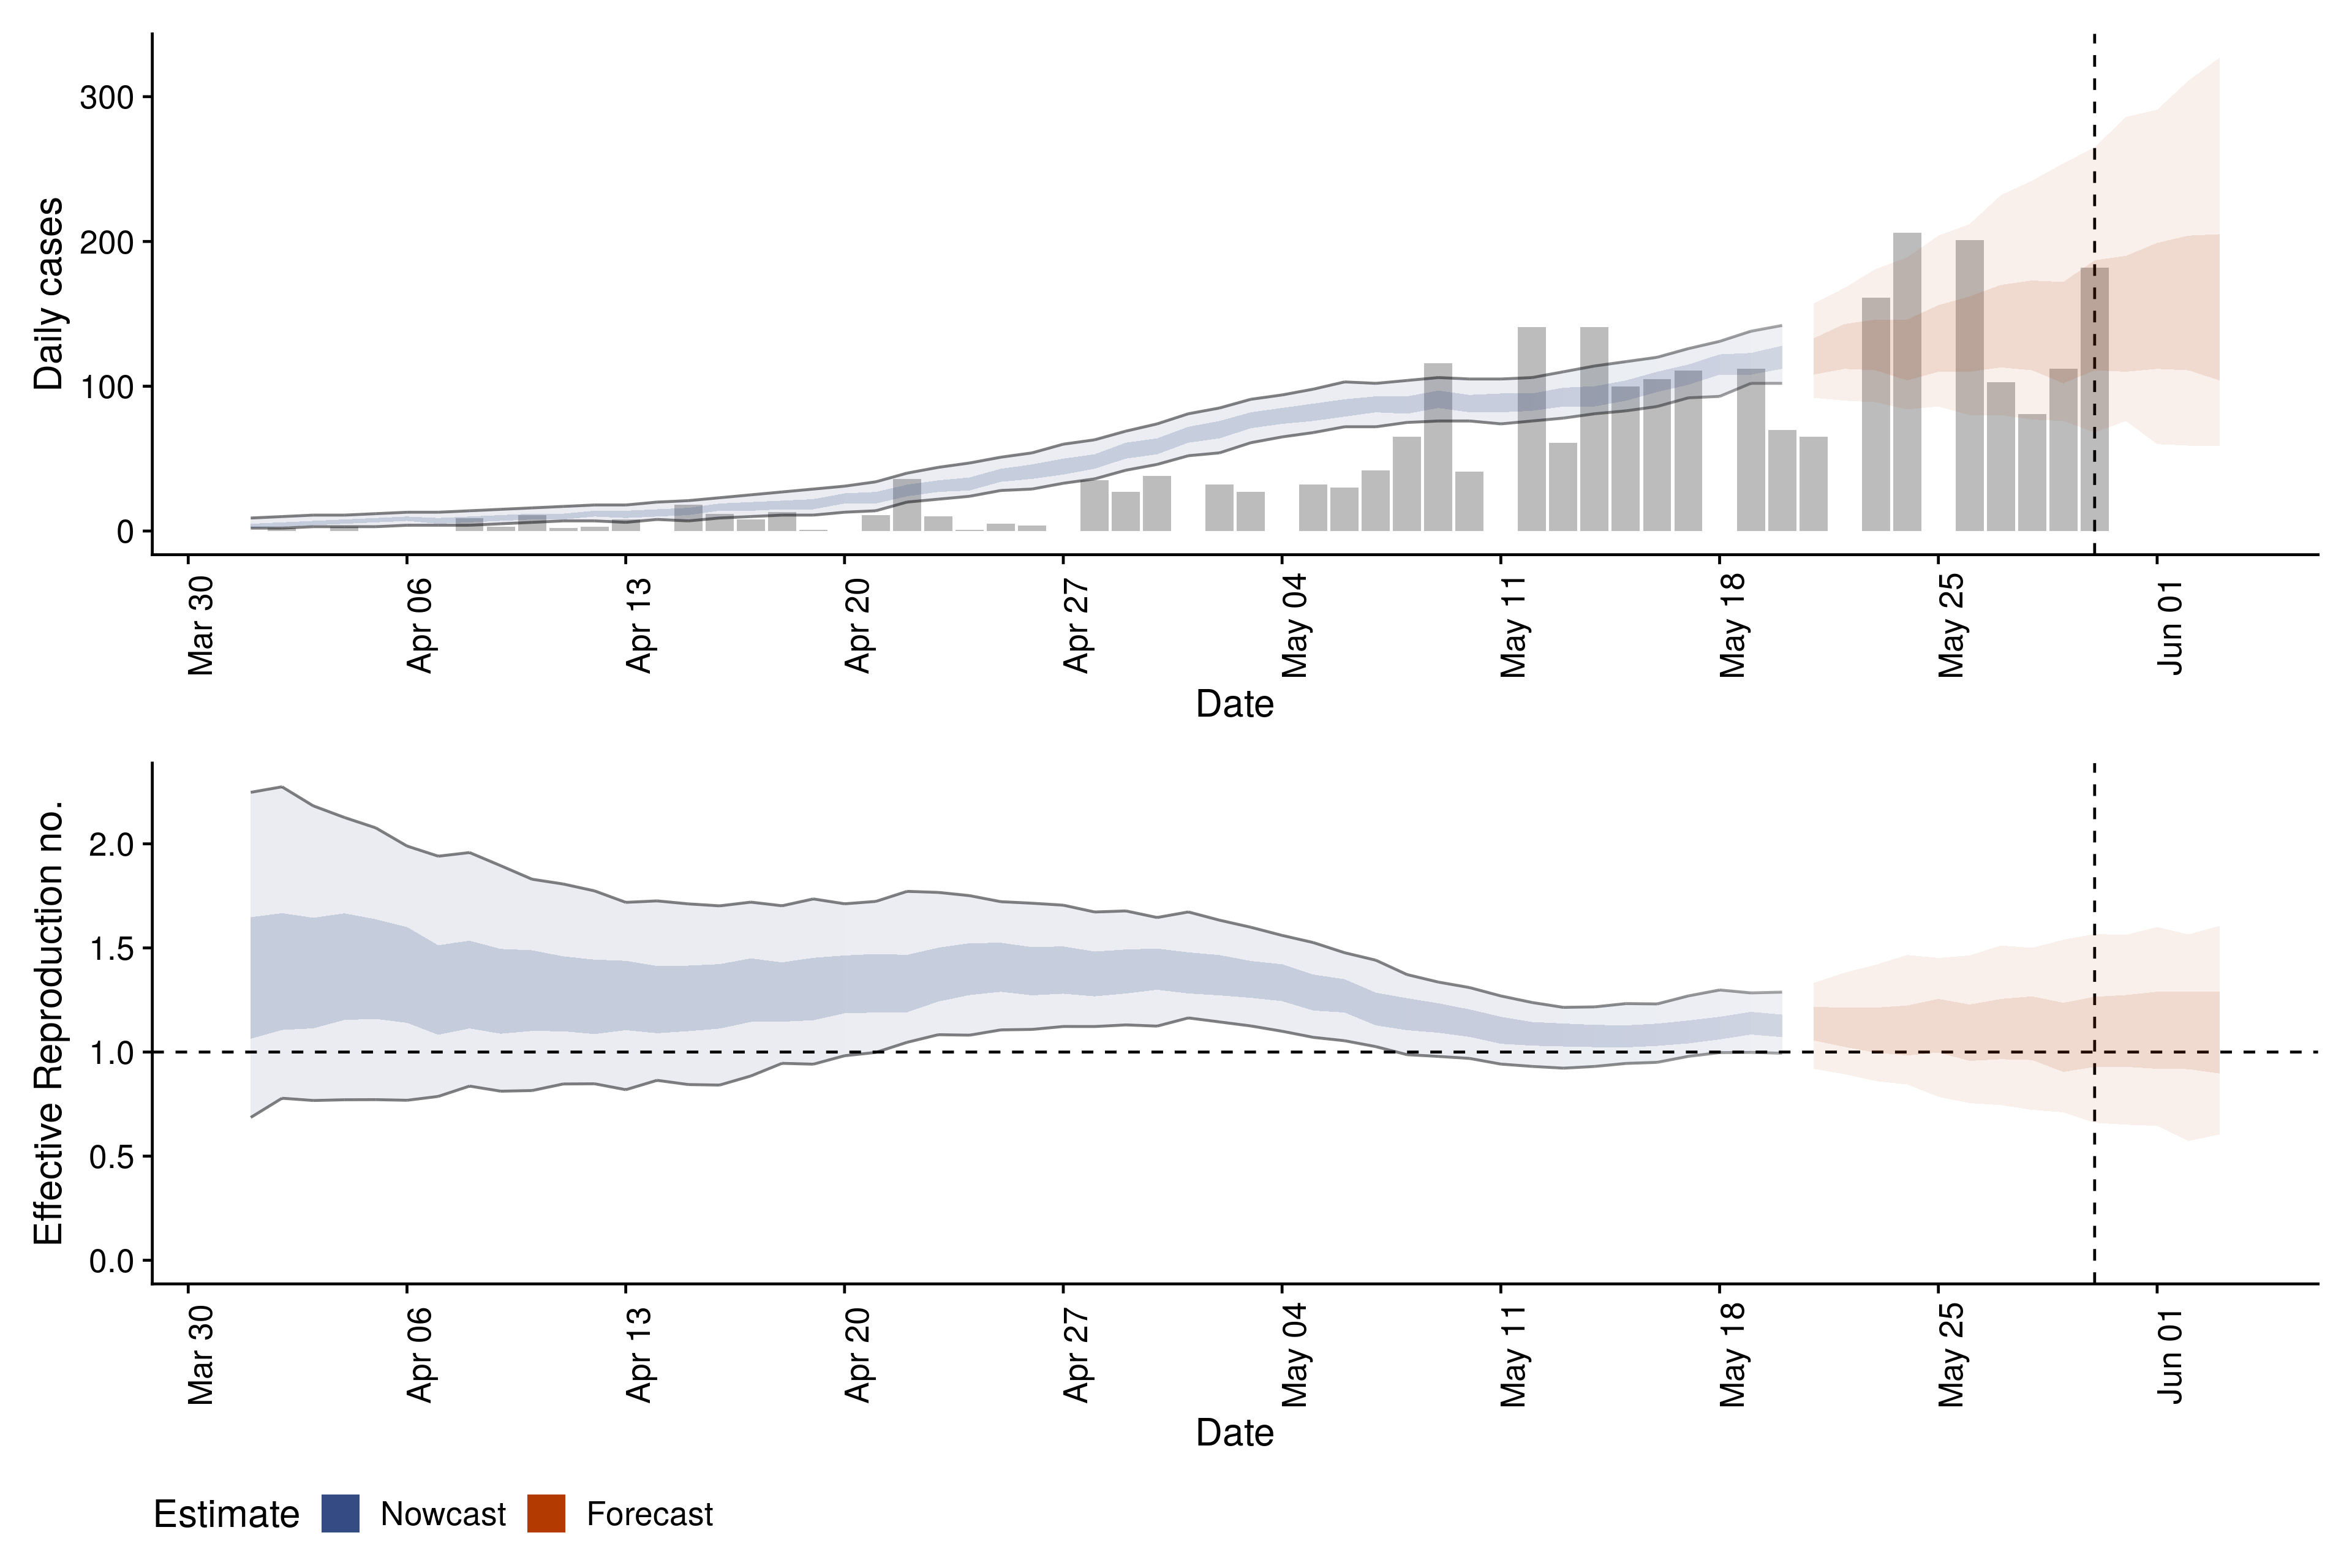 Daily cases
300
200
100
0
Mar 30
Apr 06
Apr 13
Apr 20
Apr 27
May 04
May 11
May 18
May 25
Jun 01
Date
Effective Reproduction no.
2.0
1.5
1.0
0.5
0.0
Mar 30
Apr 06
Apr 13
Apr 20
Apr 27
May 04
May 11
May 18
May 25
Jun 01
Date
Estimate Nowcast Forecast